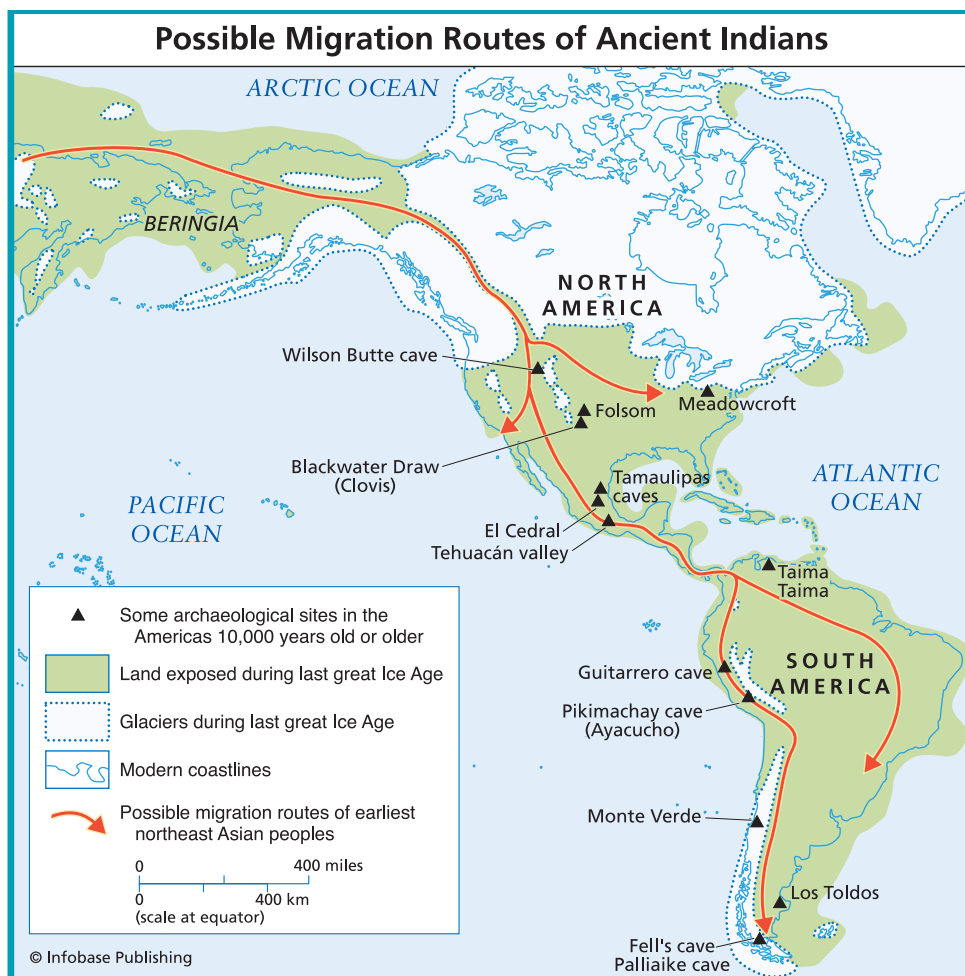 Possible Migration Routes of Ancient Indians
ARCTIC OCEAN
BERINGIA
NORTH
AMERICA
Wilson Butte cave
Folsom
Meadowcroft
Blackwater Draw
(Clovis)
Tamaulipas
caves
ATLANTIC
OCEAN
PACIFIC
OCEAN
El Cedral
Tehuacán valley
Taima
Taima
Guitarrero cave
SOUTH
AMERICA
Pikimachay cave
(Ayacucho)
Monte Verde
Los Toldos
Fell's cave
Palliaike cave
Some archaeological sites in the
Americas 10,000 years old or older
Land exposed during last great Ice Age
Glaciers during last great Ice Age
Modern coastlines
Possible migration routes of earliest
northeast Asian peoples
0 400 miles
0 400 km
(scale at equator)
© Infobase Publishing